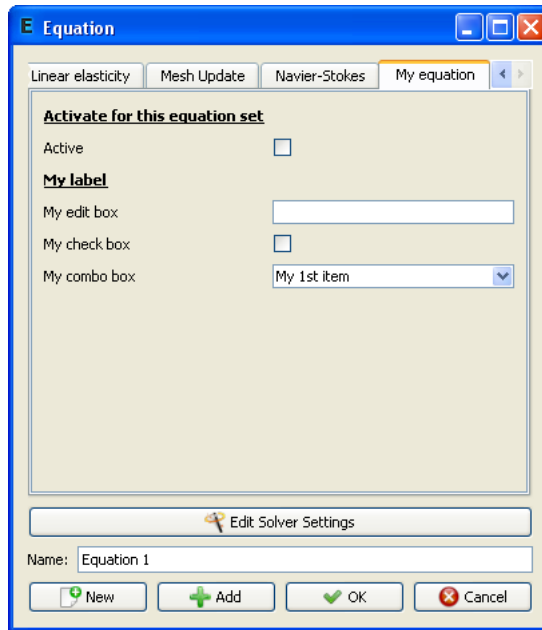 E Equation
Linear elasticity Mesh Update Navier-Stokes My equation
Activate for this equation set
Active
My label
My edit box
My check box
My combo box My 1st item
Edit Solver Settings
Name: Equation 1
New Add OK Cancel